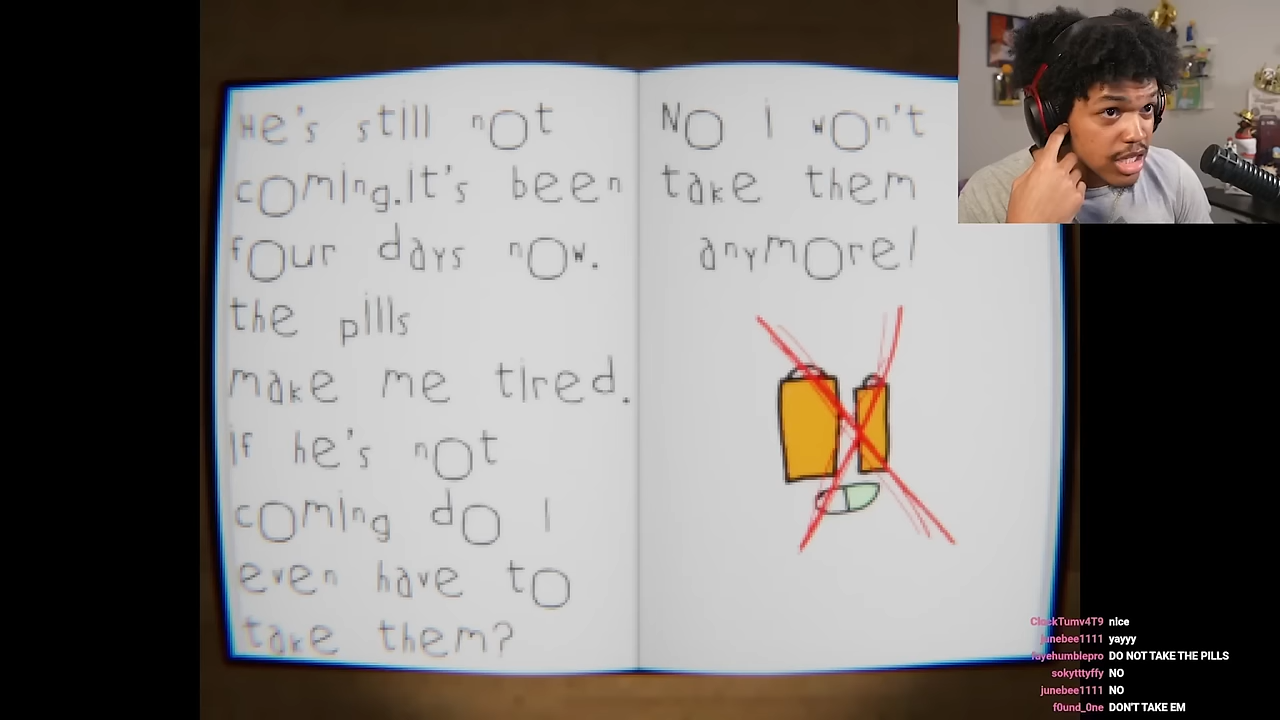 He's still not
coming.It's been
four days now.
the pills
make me tired.
If he's not
coming do I
even have to
take them?
No i won't
take them
anymore!
ClockTumv4T9 nice
junebee1111 yayyy
DO NOT TAKE THE PILLS
sokytttyffy NO
junebee1111 NO
f0und_0ne DON'T TAKE EM